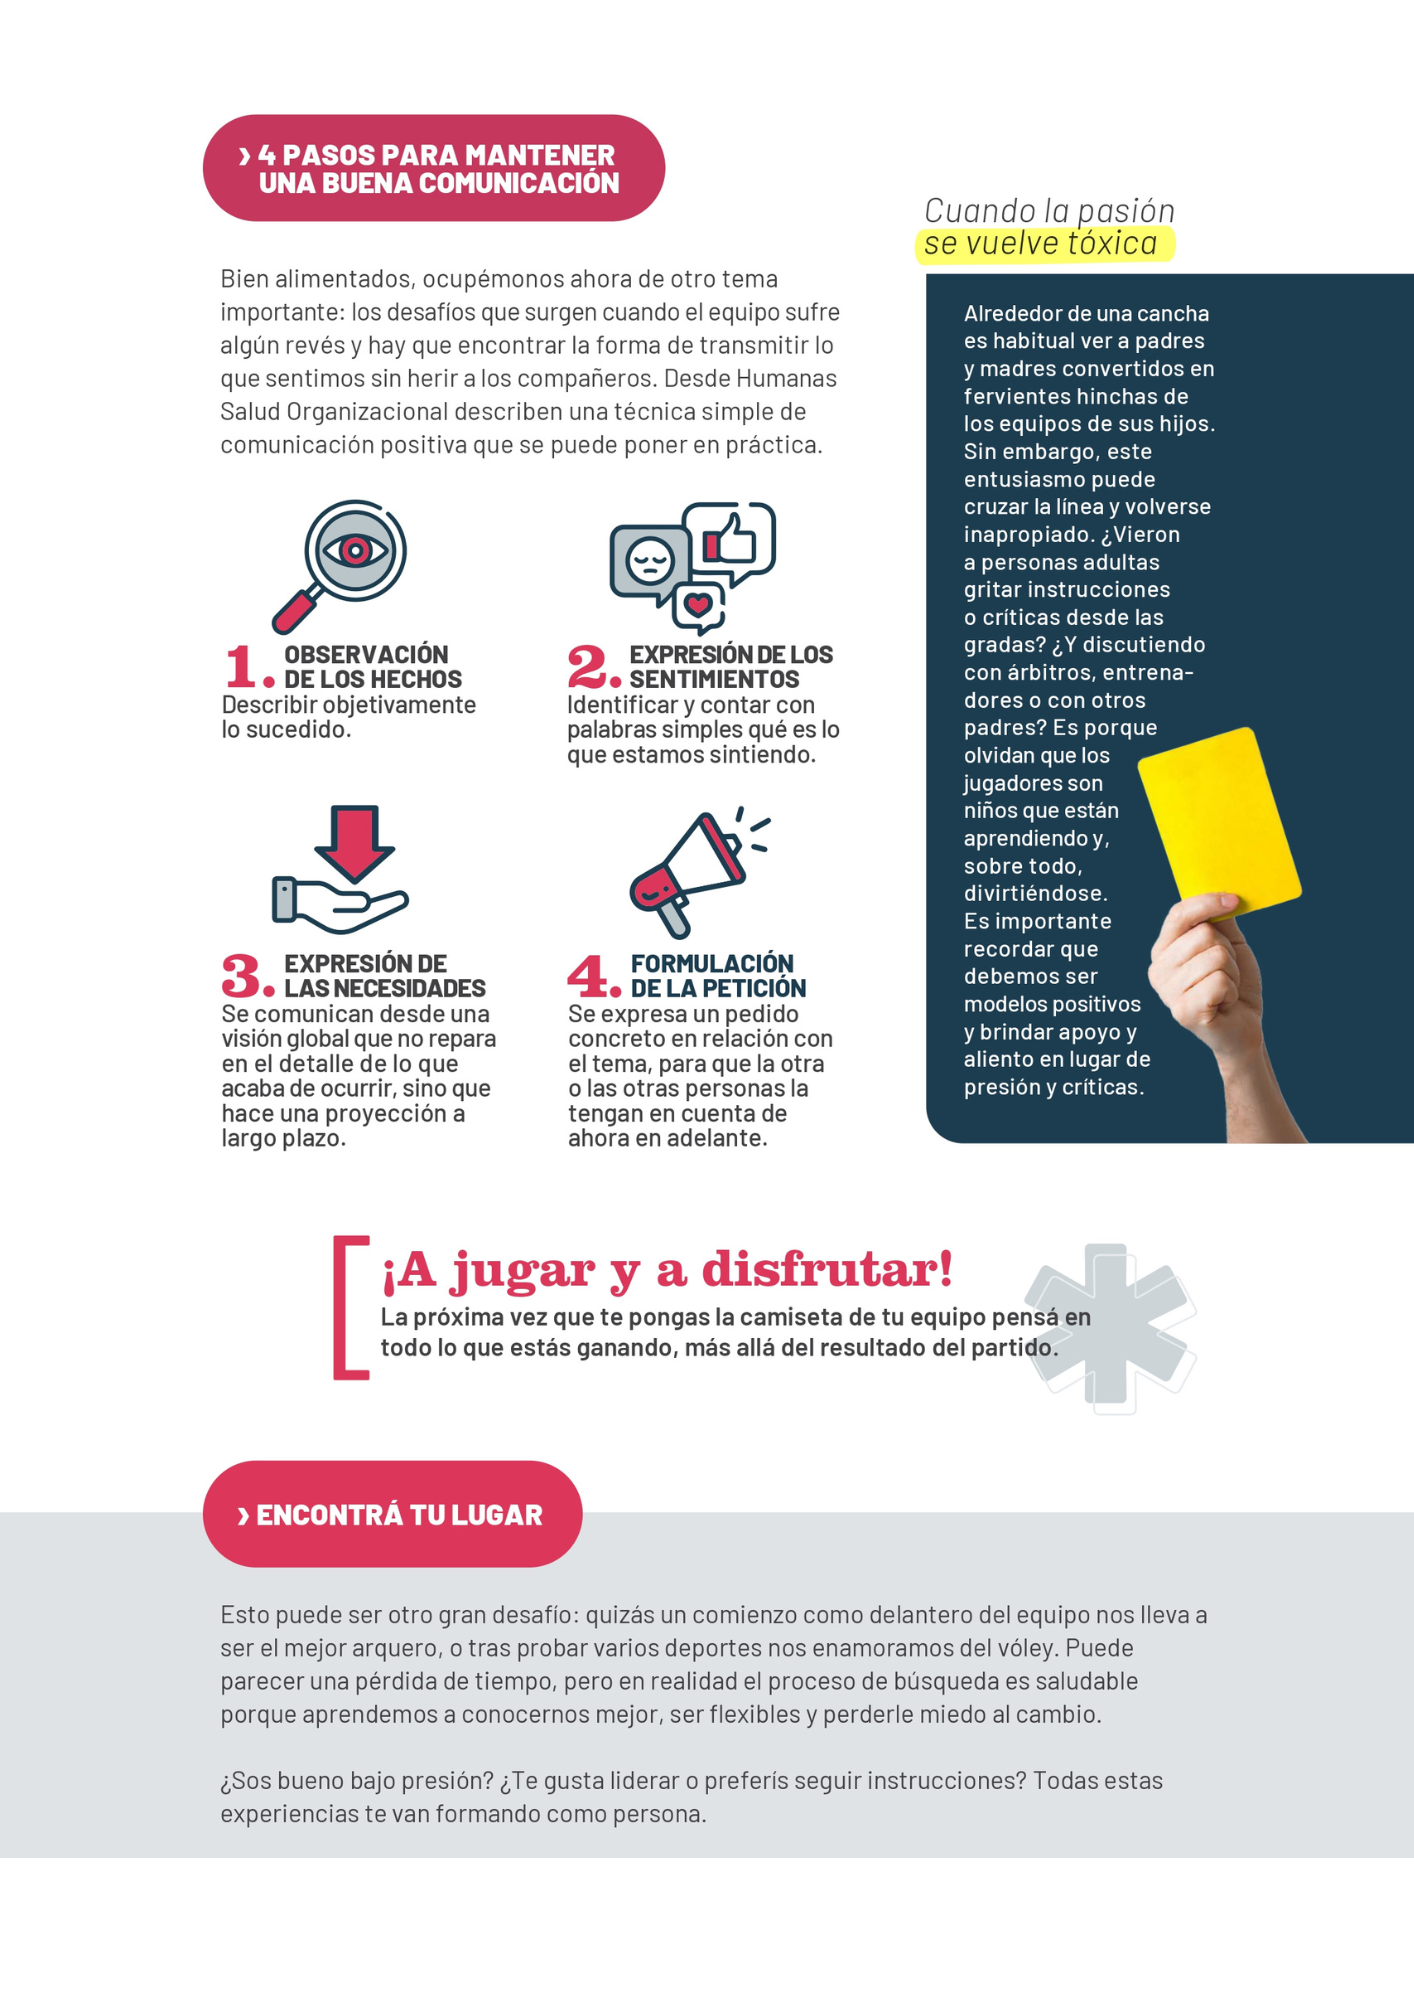 › 4 PASOS PARA MANTENER
UNA BUENA COMUNICACIÓN
Bien alimentados, ocupémonos ahora de otro tema
importante: los desafíos que surgen cuando el equipo sufre
algún revés y hay que encontrar la forma de transmitir lo
que sentimos sin herir a los compañeros. Desde Humanas
Salud Organizacional describen una técnica simple de
comunicación positiva que se puede poner en práctica.
1. OBSERVACIÓN
DE LOS HECHOS
Describir objetivamente
lo sucedido.
2. EXPRESIÓN DE LOS
SENTIMIENTOS
Identificar y contar con
palabras simples qué es lo
que estamos sintiendo.
3. EXPRESIÓN DE
LAS NECESIDADES
Se comunican desde una
visión global que no repara
en el detalle de lo que
acaba de ocurrir, sino que
hace una proyección a
largo plazo.
4. FORMULACIÓN
DE LA PETICIÓN
Se expresa un pedido
concreto en relación con
el tema, para que la otra
o las otras personas la
tengan en cuenta de
ahora en adelante.
Cuando la pasión
se vuelve tóxica
Alrededor de una cancha
es habitual ver a padres
y madres convertidos en
fervientes hinchas de
los equipos de sus hijos.
Sin embargo, este
entusiasmo puede
cruzar la línea y volverse
inapropiado. ¿Vieron
a personas adultas
gritar instrucciones
o críticas desde las
gradas? ¿Y discutiendo
con árbitros, entrena-
dores o con otros
padres? Es porque
olvidan que los
jugadores son
niños que están
aprendiendo y,
sobre todo,
divirtiéndose.
Es importante
recordar que
debemos ser
modelos positivos
y brindar apoyo y
aliento en lugar de
presión y críticas.
¡A jugar y a disfrutar!
La próxima vez que te pongas la camiseta de tu equipo pensá en
todo lo que estás ganando, más allá del resultado del partido.
› ENCONTRÁ TU LUGAR
Esto puede ser otro gran desafío: quizás un comienzo como delantero del equipo nos lleva a
ser el mejor arquero, o tras probar varios deportes nos enamoramos del vóley. Puede
parecer una pérdida de tiempo, pero en realidad el proceso de búsqueda es saludable
porque aprendemos a conocernos mejor, ser flexibles y perderle miedo al cambio.
¿Sos bueno bajo presión? ¿Te gusta liderar o preferís seguir instrucciones? Todas estas
experiencias te van formando como persona.